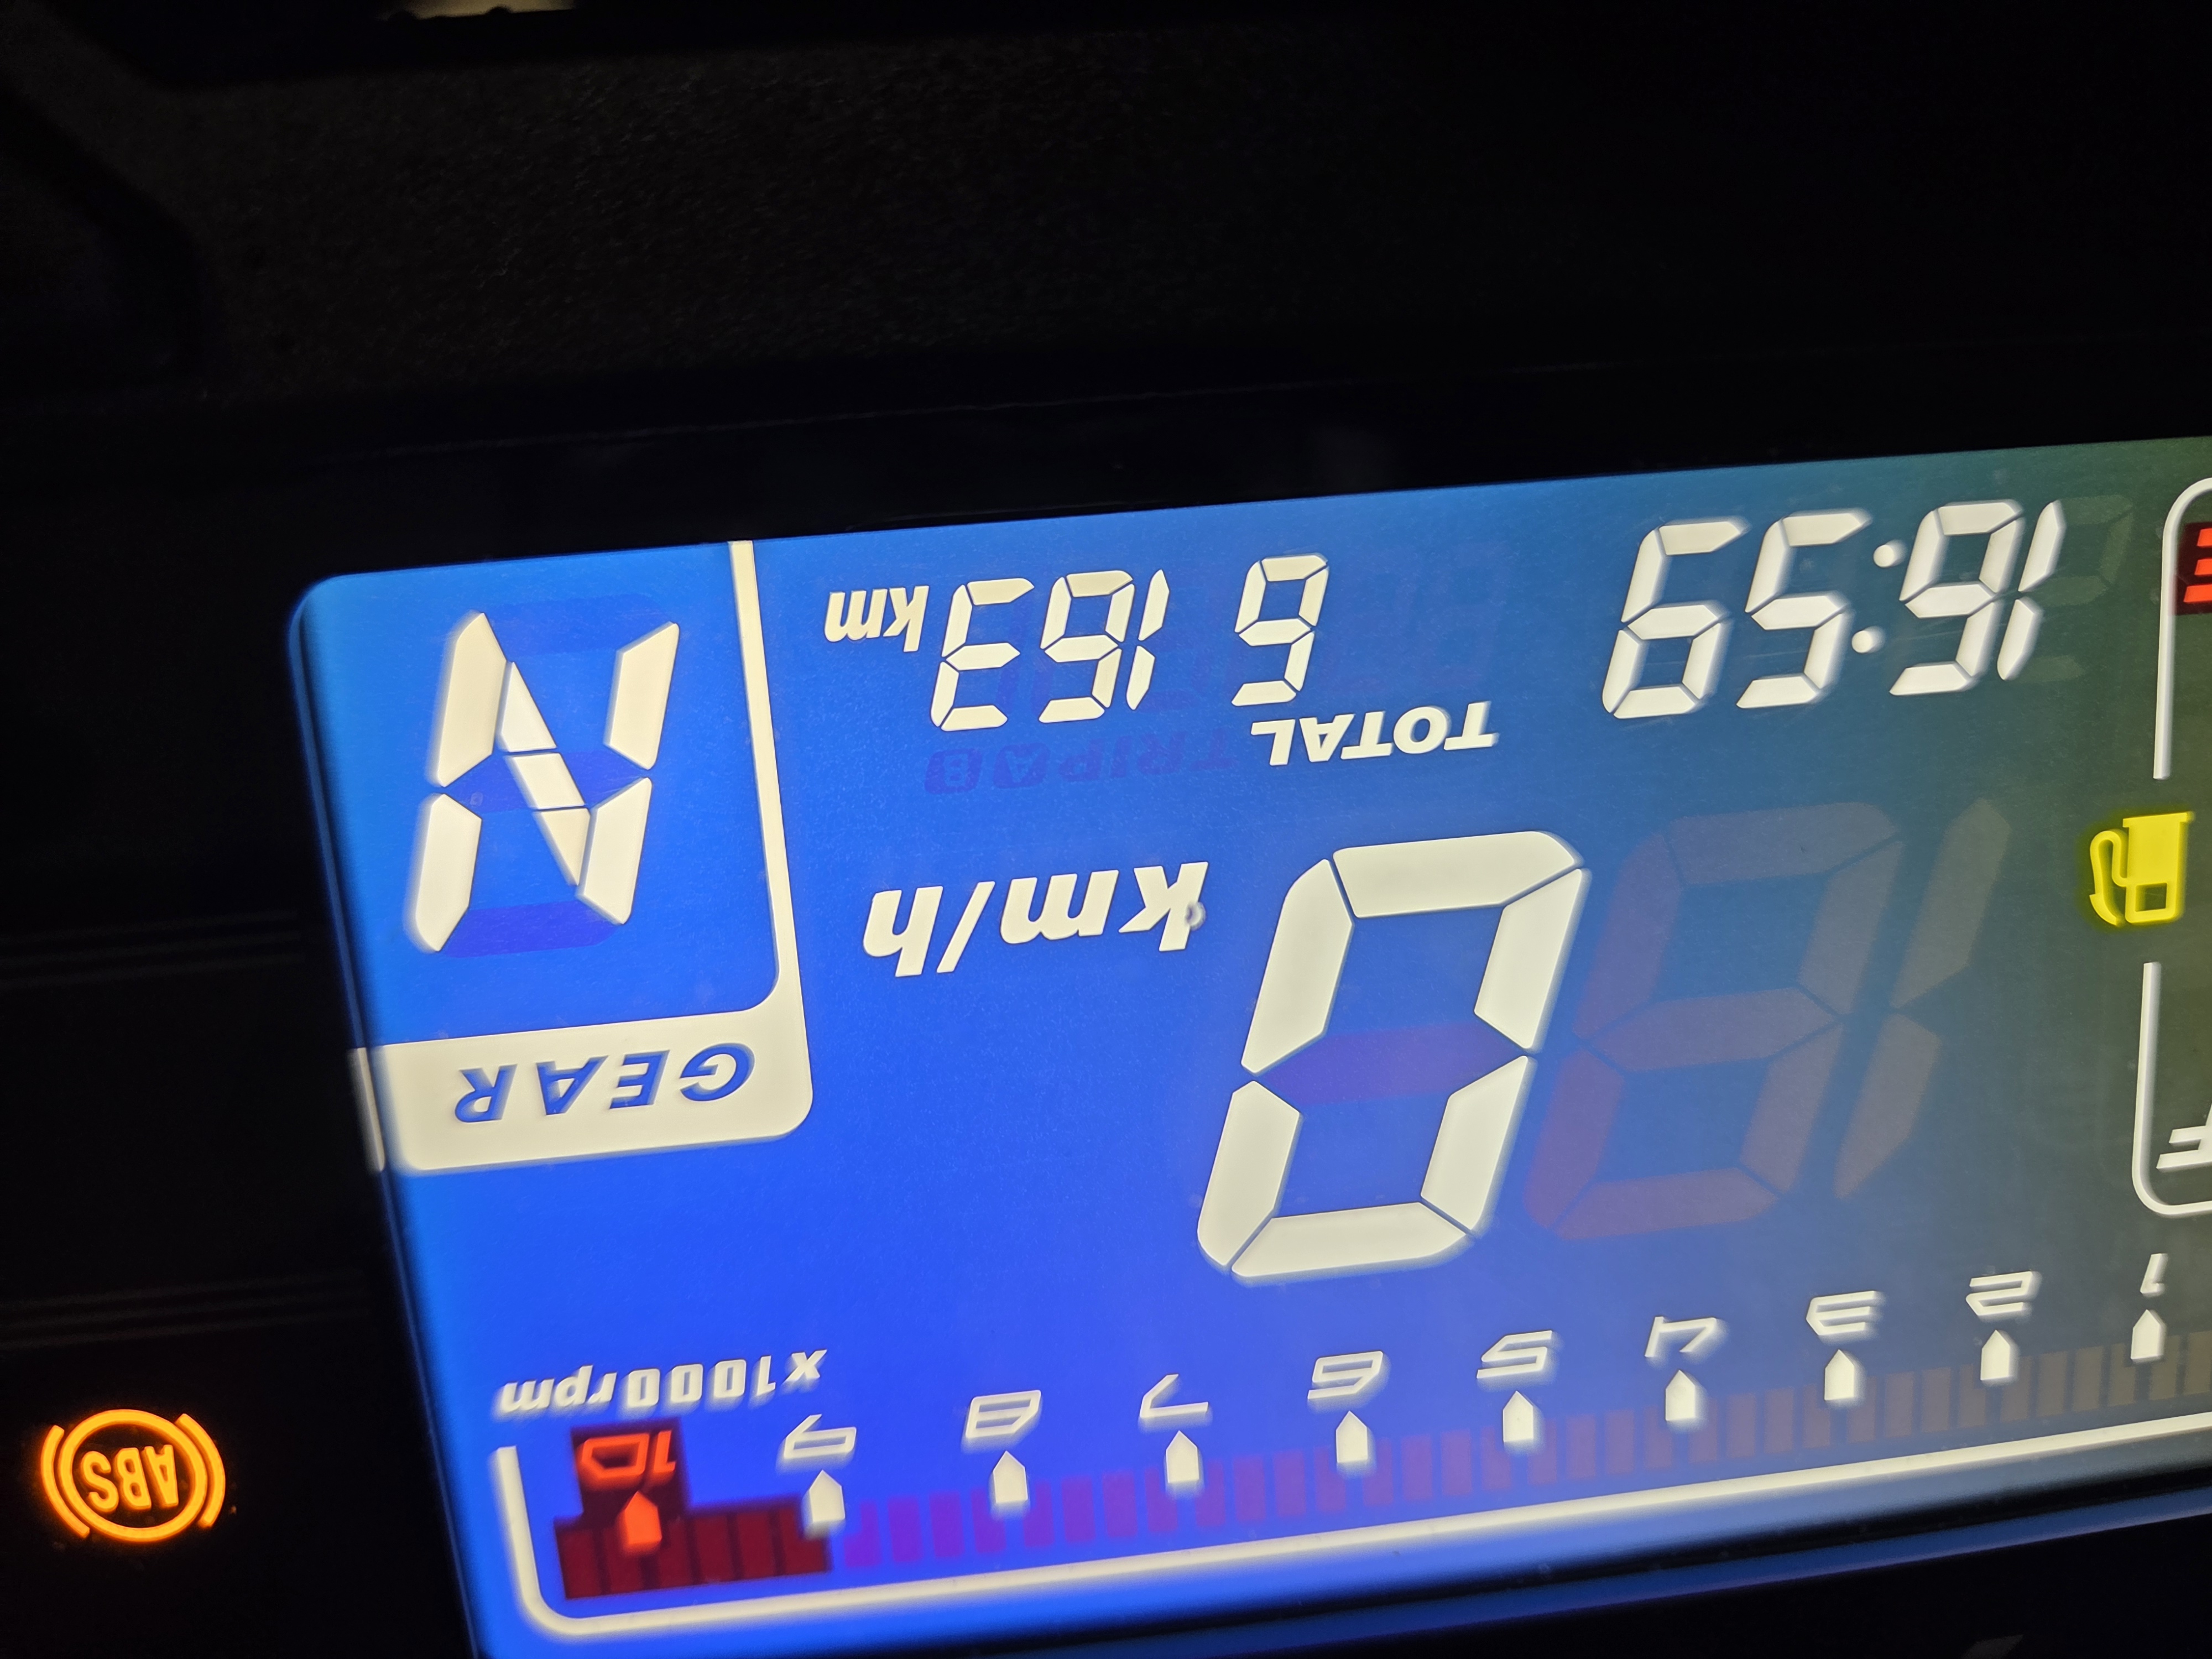 ABS
1 2 3 4 5 6 7 8 9 10
x1000rpm
GEAR
0 km/h
N
TOTAL TRIP A B
16:59 6163 km